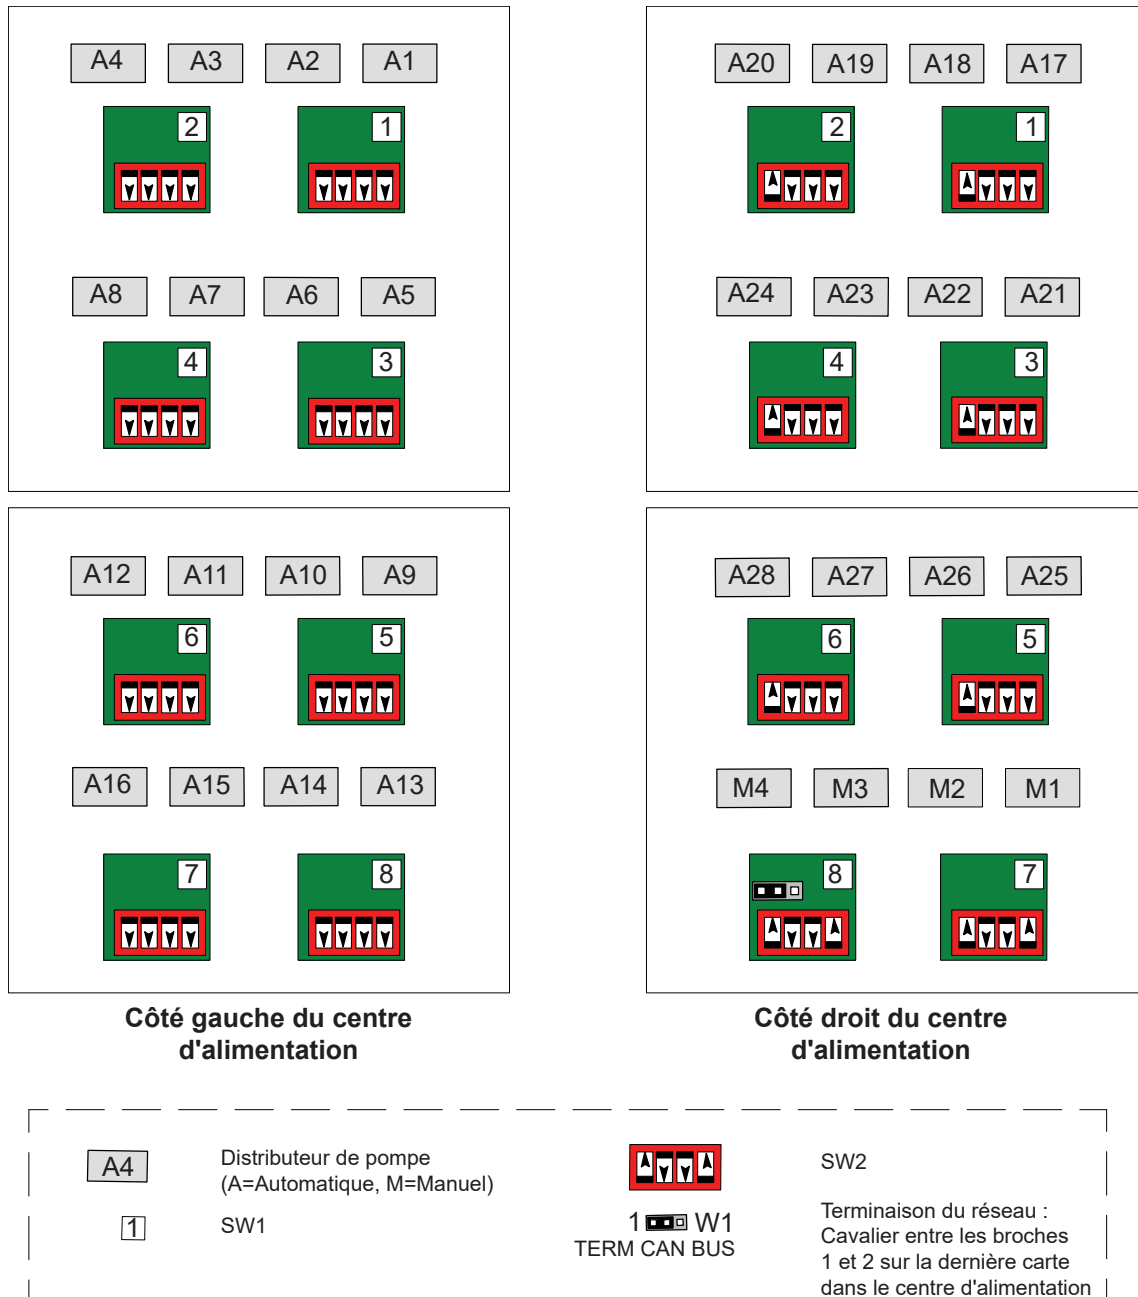 A4 A3 A2 A1
2 1
A8 A7 A6 A5
4 3
A20 A19 A18 A17
2 1
A24 A23 A22 A21
4 3
A12 A11 A10 A9
6 5
A16 A15 A14 A13
7 8
A28 A27 A26 A25
6 5
M4 M3 M2 M1
8 7
Côté gauche du centre
d'alimentation
Côté droit du centre
d'alimentation
A4
Distributeur de pompe
(A=Automatique, M=Manuel)
1
SW1
SW2
1 W1
TERM CAN BUS
Terminaison du réseau :
Cavalier entre les broches
1 et 2 sur la dernière carte
dans le centre d'alimentation